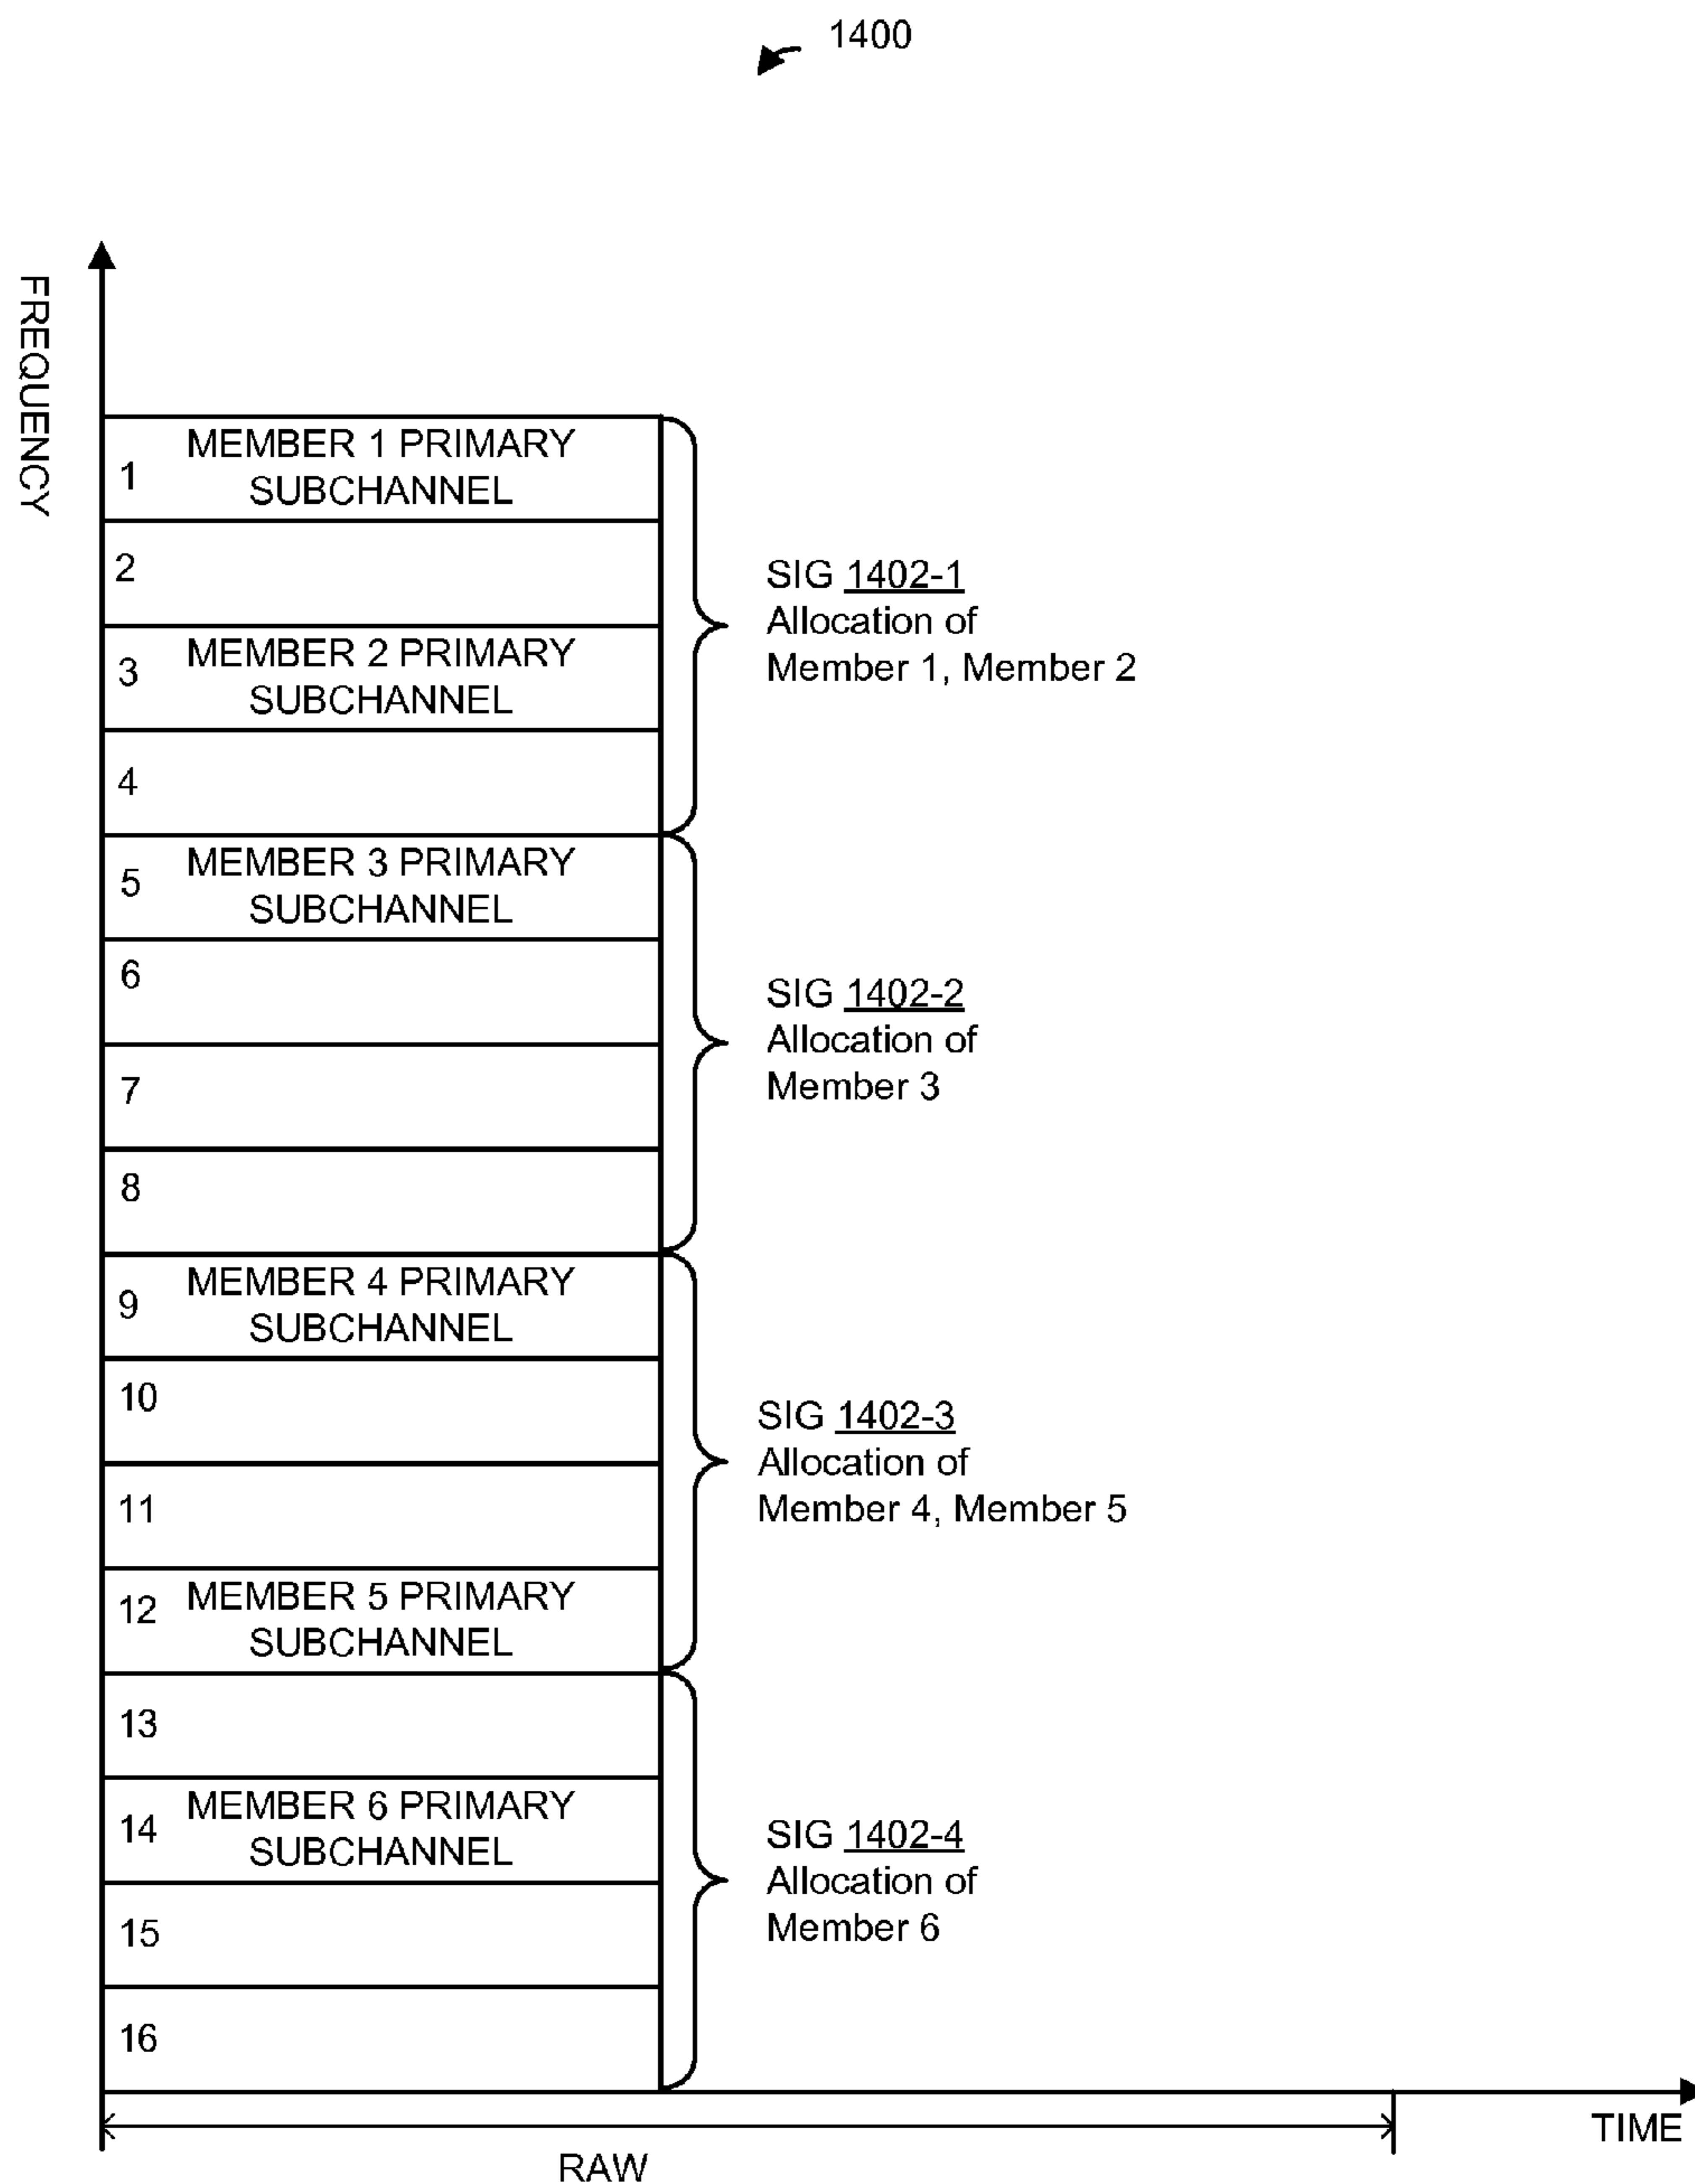 1400
FREQUENCY
1 MEMBER 1 PRIMARY
SUBCHANNEL
2
3 MEMBER 2 PRIMARY
SUBCHANNEL
4
SIG 1402-1
Allocation of
Member 1, Member 2
5 MEMBER 3 PRIMARY
SUBCHANNEL
6
7
8
SIG 1402-2
Allocation of
Member 3
9 MEMBER 4 PRIMARY
SUBCHANNEL
10
11
12 MEMBER 5 PRIMARY
SUBCHANNEL
SIG 1402-3
Allocation of
Member 4, Member 5
13
14 MEMBER 6 PRIMARY
SUBCHANNEL
15
16
SIG 1402-4
Allocation of
Member 6
TIME
RAW